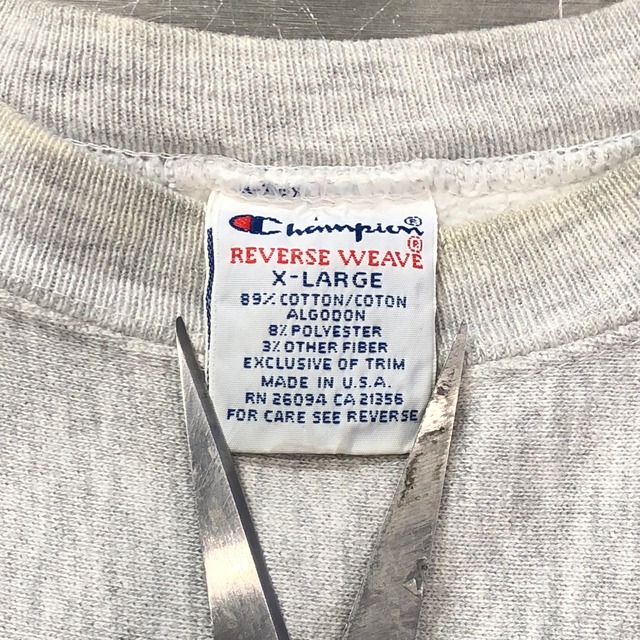 Champion®
REVERSE WEAVE®
X-LARGE
89% COTTON/COTON
ALGODON
8% POLYESTER
3% OTHER FIBER
EXCLUSIVE OF TRIM
MADE IN U.S.A.
RN 26094 CA 21356
FOR CARE SEE REVERSE